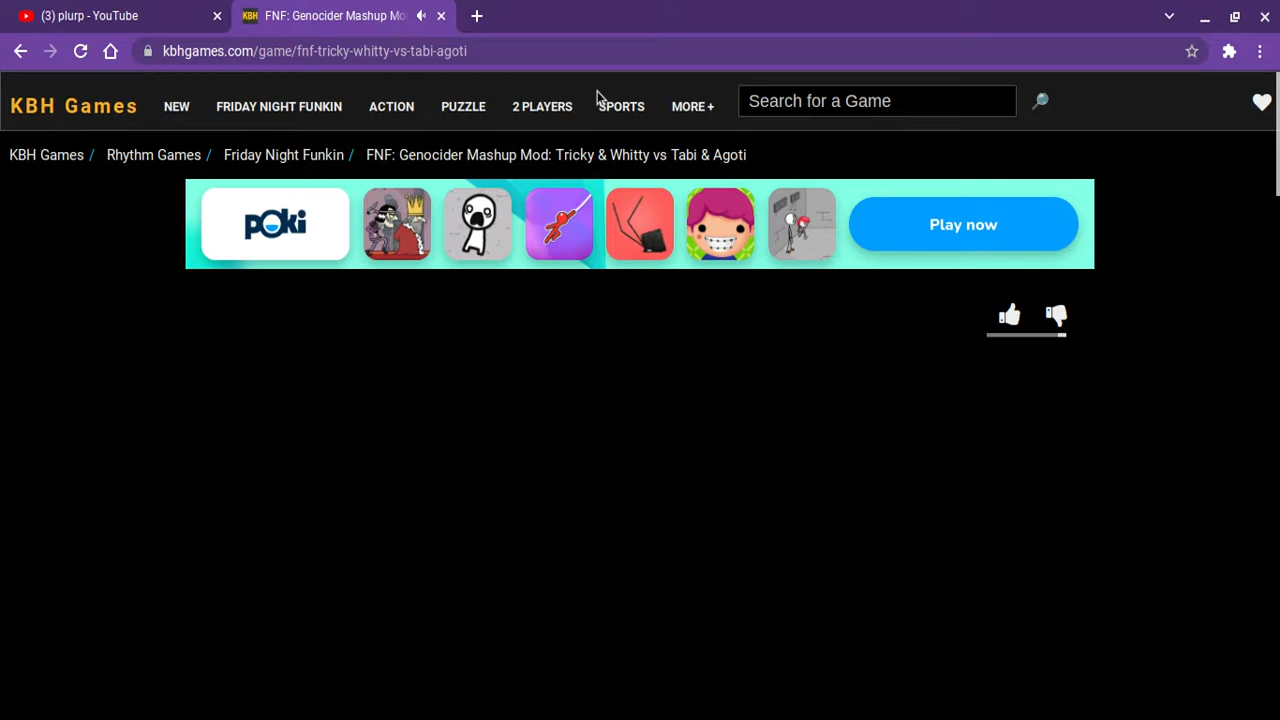 (3) plurp - YouTube
KBH FNF: Genocider Mashup Mo
kbhgames.com/game/fnf-tricky-whitty-vs-tabi-agoti
KBH Games NEW FRIDAY NIGHT FUNKIN ACTION PUZZLE 2 PLAYERS SPORTS MORE + Search for a Game
KBH Games / Rhythm Games / Friday Night Funkin / FNF: Genocider Mashup Mod: Tricky & Whitty vs Tabi & Agoti
poki Play now